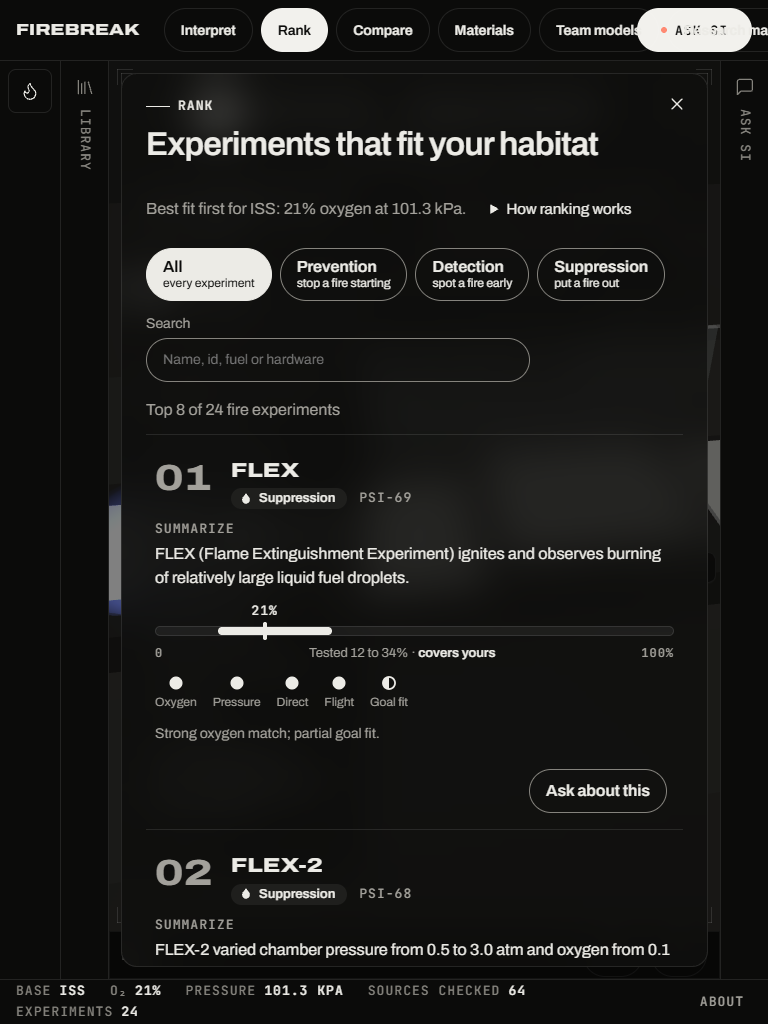 FIREBREAK
Interpret
Rank
Compare
Materials
Team models
ASK SI
LIBRARY
ASK SI
RANK
Experiments that fit your habitat
Best fit first for ISS: 21% oxygen at 101.3 kPa.
How ranking works
All
every experiment
Prevention
stop a fire starting
Detection
spot a fire early
Suppression
put a fire out
Search
Name, id, fuel or hardware
Top 8 of 24 fire experiments
01 FLEX
Suppression PSI-69
SUMMARIZE
FLEX (Flame Extinguishment Experiment) ignites and observes burning
of relatively large liquid fuel droplets.
21%
0 Tested 12 to 34% · covers yours 100%
Oxygen Pressure Direct Flight Goal fit
Strong oxygen match; partial goal fit.
Ask about this
02 FLEX-2
Suppression PSI-68
SUMMARIZE
FLEX-2 varied chamber pressure from 0.5 to 3.0 atm and oxygen from 0.1
BASE ISS O₂ 21% PRESSURE 101.3 KPA SOURCES CHECKED 64
EXPERIMENTS 24
ABOUT